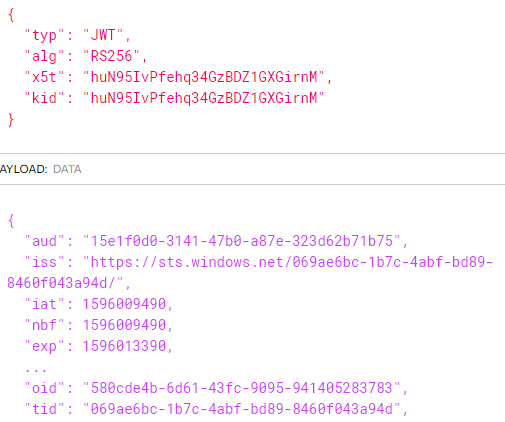 {
"typ": "JWT",
"alg": "RS256",
"x5t": "huN95IvPfehq34GzBDZ1GXGirnM",
"kid": "huN95IvPfehq34GzBDZ1GXGirnM"
}
AYLOAD: DATA
{
"aud": "15e1f0d0-3141-47b0-a87e-323d62b71b75",
"iss": "https://sts.windows.net/069ae6bc-1b7c-4abf-bd89-
8460f043a94d/",
"iat": 1596009490,
"nbf": 1596009490,
"exp": 1596013390,
...
"oid": "580cde4b-6d61-43fc-9095-941405283783",
"tid": "069ae6bc-1b7c-4abf-bd89-8460f043a94d",